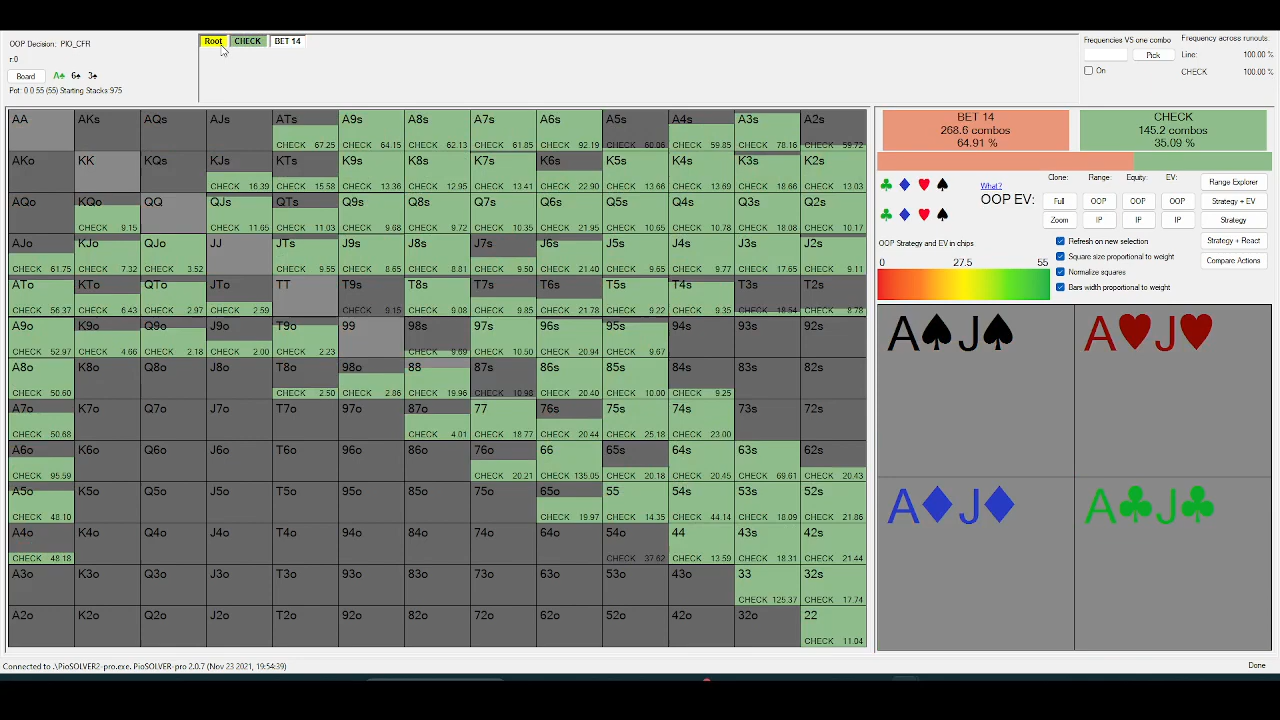 OOP Decision: PIO_CFR
r:0
Board A♣ 6♠ 3♠
Pot: 0 0 55 (55) (Starting Stacks 975)
Root CHECK BET 14
Frequencies VS one combo
Pick
On
Frequency across runouts:
Line: 100.00 %
CHECK 100.00 %
AA AKs AQs AJs ATs A9s A8s A7s A6s A5s A4s A3s A2s
67.25 64.15 62.13 61.85 92.19 60.08 59.85 78.16 59.72
AKo KK KQs KJs KTs K9s K8s K7s K6s K5s K4s K3s K2s
CHECK 16.39 CHECK 15.58 CHECK 13.36 CHECK 12.95 CHECK 13.41 CHECK 22.90 CHECK 13.66 CHECK 13.69 CHECK 18.66 CHECK 13.03
AQo KQo QQ QJs QTs Q9s Q8s Q7s Q6s Q5s Q4s Q3s Q2s
CHECK 9.15 CHECK 11.65 CHECK 11.03 CHECK 9.68 CHECK 9.72 CHECK 10.35 CHECK 21.95 CHECK 10.65 CHECK 10.78 CHECK 18.08 CHECK 10.17
AJo KJo QJo JJ JTs J9s J8s J7s J6s J5s J4s J3s J2s
CHECK 61.75 CHECK 7.32 CHECK 3.52 CHECK 9.55 CHECK 8.65 CHECK 8.81 CHECK 9.50 CHECK 21.40 CHECK 9.65 CHECK 9.77 CHECK 17.65 CHECK 9.11
ATo KTo QTo JTo TT T9s T8s T7s T6s T5s T4s T3s T2s
CHECK 56.37 CHECK 6.43 CHECK 2.97 CHECK 2.59 CHECK 9.15 CHECK 9.08 CHECK 9.85 CHECK 21.78 CHECK 9.22 CHECK 9.35 CHECK 18.54 CHECK 8.78
A9o K9o Q9o J9o T9o 99 98s 97s 96s 95s 94s 93s 92s
CHECK 52.97 CHECK 4.66 CHECK 2.18 CHECK 2.00 CHECK 2.23 CHECK 9.69 CHECK 10.50 CHECK 20.94 CHECK 9.67
A8o K8o Q8o J8o T8o 98o 88 87s 86s 85s 84s 83s 82s
CHECK 50.60 CHECK 2.50 CHECK 2.86 CHECK 19.96 CHECK 10.98 CHECK 20.40 CHECK 10.00 CHECK 9.25
A7o K7o Q7o J7o T7o 97o 87o 77 76s 75s 74s 73s 72s
CHECK 50.68 CHECK 4.01 CHECK 18.77 CHECK 20.44 CHECK 25.18 CHECK 23.00
A6o K6o Q6o J6o T6o 96o 86o 76o 66 65s 64s 63s 62s
CHECK 95.59 CHECK 20.21 CHECK 135.05 CHECK 20.18 CHECK 20.45 CHECK 69.61 CHECK 20.43
A5o K5o Q5o J5o T5o 95o 85o 75o 65o 55 54s 53s 52s
CHECK 48.10 CHECK 19.97 CHECK 14.35 CHECK 44.14 CHECK 18.09 CHECK 21.86
A4o K4o Q4o J4o T4o 94o 84o 74o 64o 54o 44 43s 42s
CHECK 48.18 CHECK 37.62 CHECK 13.59 CHECK 18.31 CHECK 21.44
A3o K3o Q3o J3o T3o 93o 83o 73o 63o 53o 43o 33 32s
CHECK 125.37 CHECK 17.74
A2o K2o Q2o J2o T2o 92o 82o 72o 62o 52o 42o 32o 22
CHECK 11.04
BET 14
268.6 combos
64.91 %
CHECK
145.2 combos
35.09 %
♣ ♦ ♥ ♠
♣ ♦ ♥ ♠
What?
OOP EV:
Clone: Range: Equity: EV:
Full OOP OOP OOP
Zoom IP IP IP
Range Explorer
Strategy + EV
Strategy
Strategy + React
Compare Actions
OOP Strategy and EV in chips
0 27.5 55
Refresh on new selection
Square size proportional to weight
Normalize squares
Bars width proportional to weight
A♠J♠ A♥J♥
A♦J♦ A♣J♣
Connected to .\PioSOLVER2-pro.exe. PioSOLVER-pro 2.0.7 (Nov 23 2021, 19:54:39)
Done